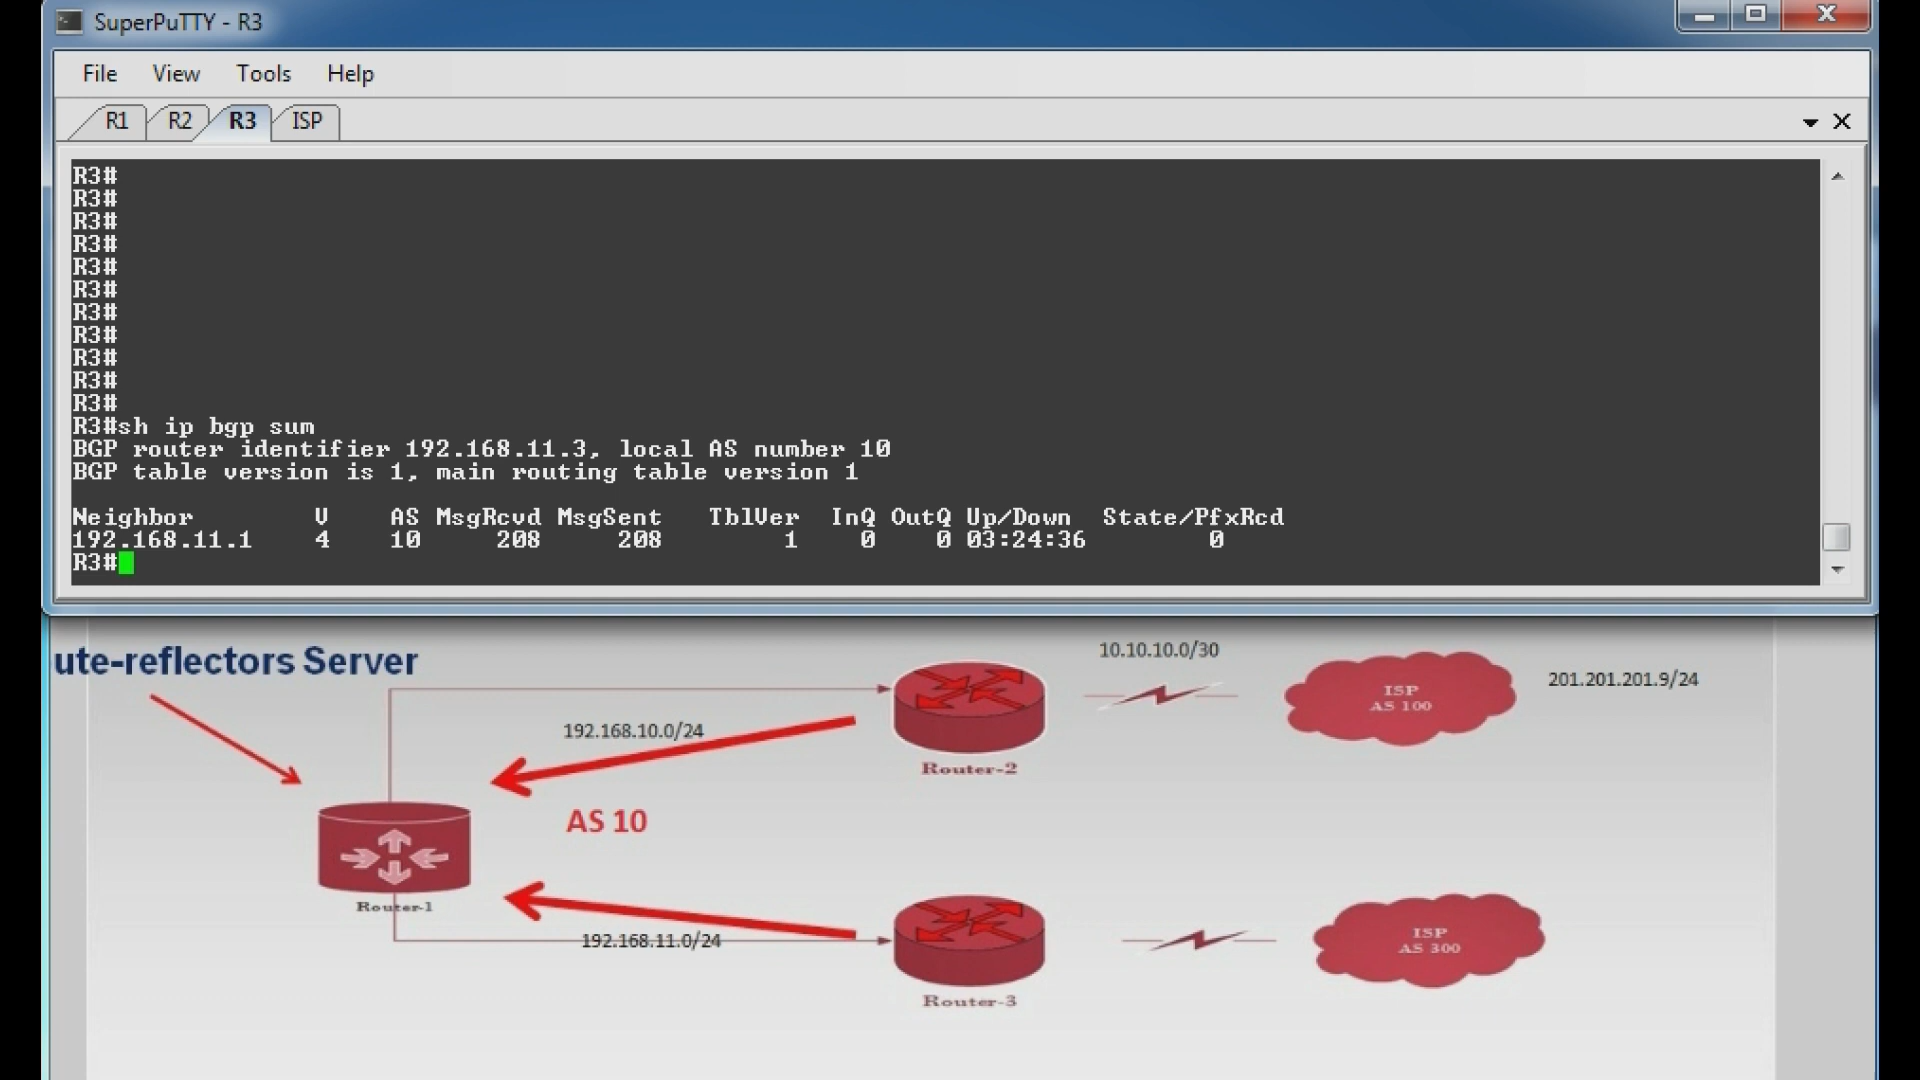 SuperPuTTY - R3
File View Tools Help
R1 R2 R3 ISP
R3#
R3#
R3#
R3#
R3#
R3#
R3#
R3#
R3#
R3#
R3#
R3#sh ip bgp sum
BGP router identifier 192.168.11.3, local AS number 10
BGP table version is 1, main routing table version 1
Neighbor V AS MsgRcvd MsgSent TblVer InQ OutQ Up/Down State/PfxRcd
192.168.11.1 4 10 208 208 1 0 0 03:24:36 0
R3#
ute-reflectors Server
10.10.10.0/30
201.201.201.9/24
ISP
AS 100
192.168.10.0/24
Router-2
AS 10
Router-1
192.168.11.0/24
ISP
AS 300
Router-3